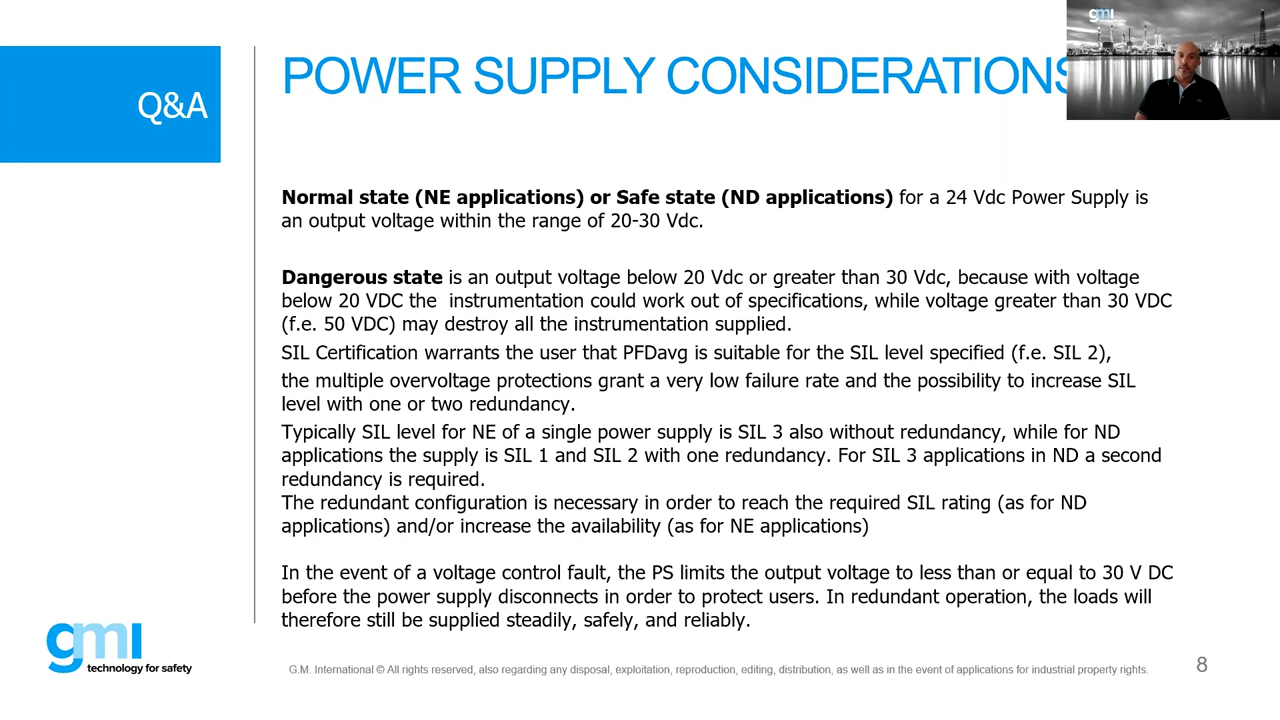 gmi
Q&A
POWER SUPPLY CONSIDERATIONS
Normal state (NE applications) or Safe state (ND applications) for a 24 Vdc Power Supply is
an output voltage within the range of 20-30 Vdc.
Dangerous state is an output voltage below 20 Vdc or greater than 30 Vdc, because with voltage
below 20 VDC the  instrumentation could work out of specifications, while voltage greater than 30 VDC
(f.e. 50 VDC) may destroy all the instrumentation supplied.
SIL Certification warrants the user that PFDavg is suitable for the SIL level specified (f.e. SIL 2),
the multiple overvoltage protections grant a very low failure rate and the possibility to increase SIL
level with one or two redundancy.
Typically SIL level for NE of a single power supply is SIL 3 also without redundancy, while for ND
applications the supply is SIL 1 and SIL 2 with one redundancy. For SIL 3 applications in ND a second
redundancy is required.
The redundant configuration is necessary in order to reach the required SIL rating (as for ND
applications) and/or increase the availability (as for NE applications)
In the event of a voltage control fault, the PS limits the output voltage to less than or equal to 30 V DC
before the power supply disconnects in order to protect users. In redundant operation, the loads will
therefore still be supplied steadily, safely, and reliably.
gmi
technology for safety
G.M. International © All rights reserved, also regarding any disposal, exploitation, reproduction, editing, distribution, as well as in the event of applications for industrial property rights.
8